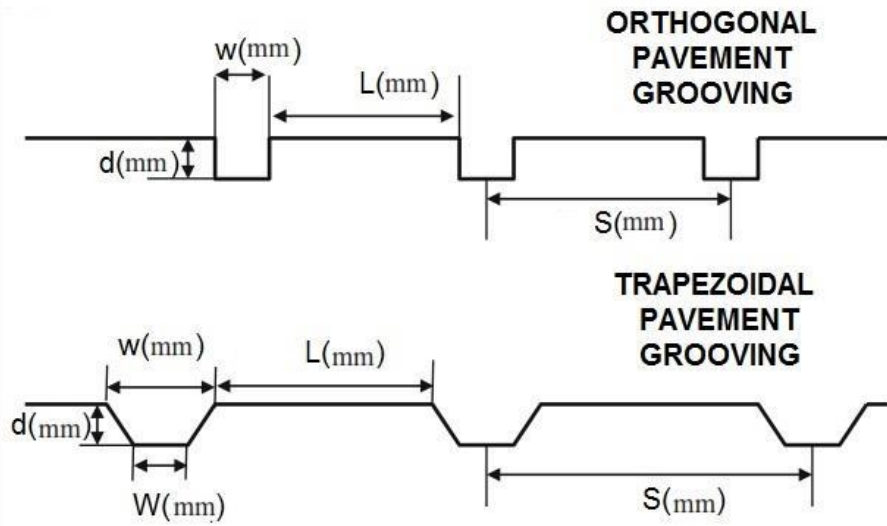 ORTHOGONAL
PAVEMENT
GROOVING
w(mm)
L(mm)
d(mm)
S(mm)
TRAPEZOIDAL
PAVEMENT
GROOVING
w(mm)
L(mm)
d(mm)
W(mm)
S(mm)